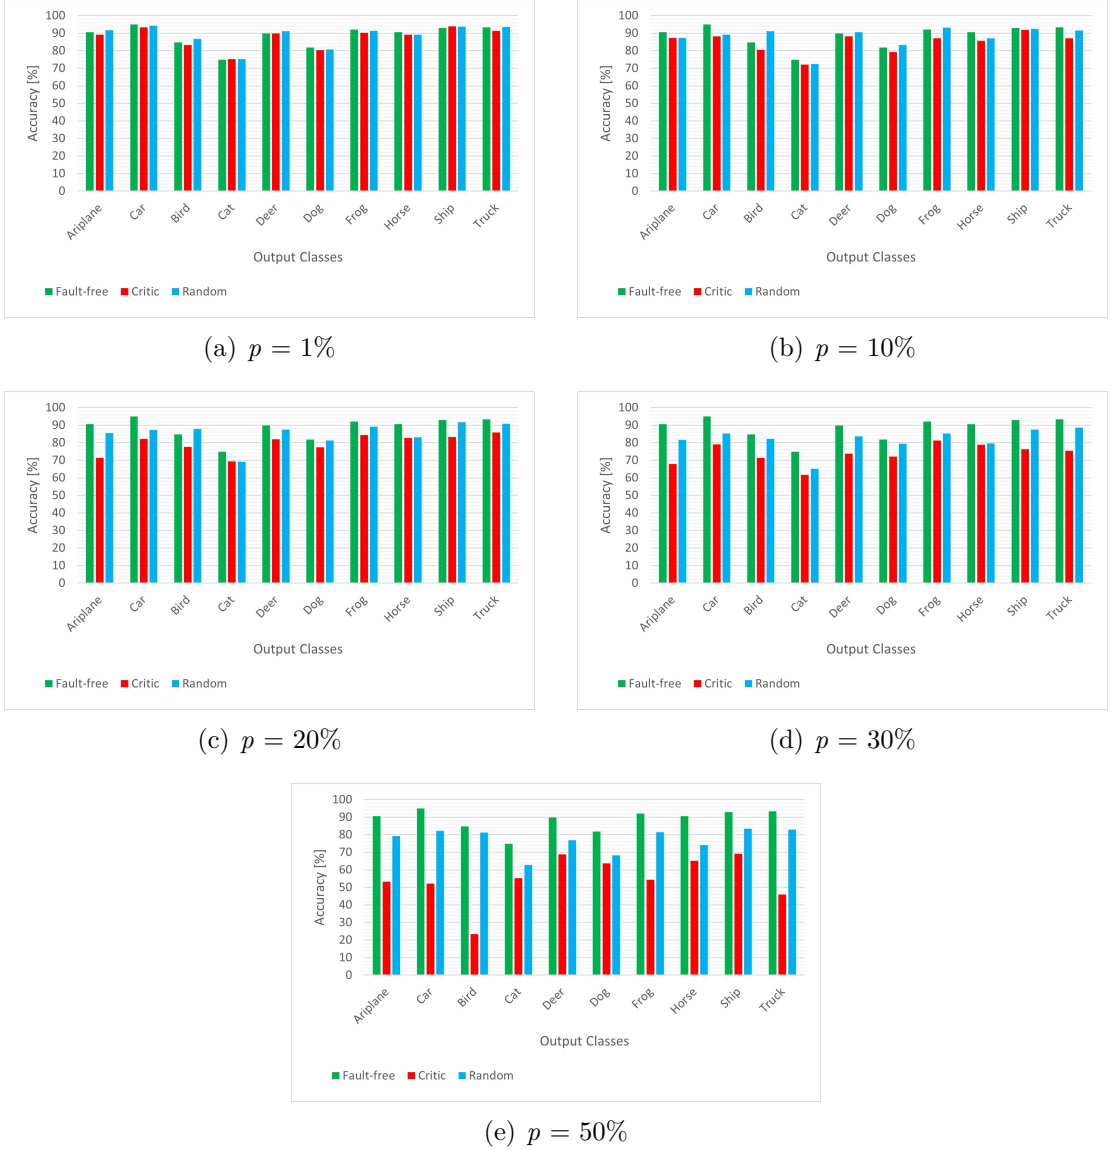 100
90
80
70
60
50
40
30
20
10
0
Accuracy [%]
Ariplane Car Bird Cat Deer Dog Frog Horse Ship Truck
Output Classes
Fault-free Critic Random
(a) p = 1%
100
90
80
70
60
50
40
30
20
10
0
Accuracy [%]
Ariplane Car Bird Cat Deer Dog Frog Horse Ship Truck
Output Classes
Fault-free Critic Random
(b) p = 10%
100
90
80
70
60
50
40
30
20
10
0
Accuracy [%]
Ariplane Car Bird Cat Deer Dog Frog Horse Ship Truck
Output Classes
Fault-free Critic Random
(c) p = 20%
100
90
80
70
60
50
40
30
20
10
0
Accuracy [%]
Ariplane Car Bird Cat Deer Dog Frog Horse Ship Truck
Output Classes
Fault-free Critic Random
(d) p = 30%
100
90
80
70
60
50
40
30
20
10
0
Accuracy [%]
Ariplane Car Bird Cat Deer Dog Frog Horse Ship Truck
Output Classes
Fault-free Critic Random
(e) p = 50%